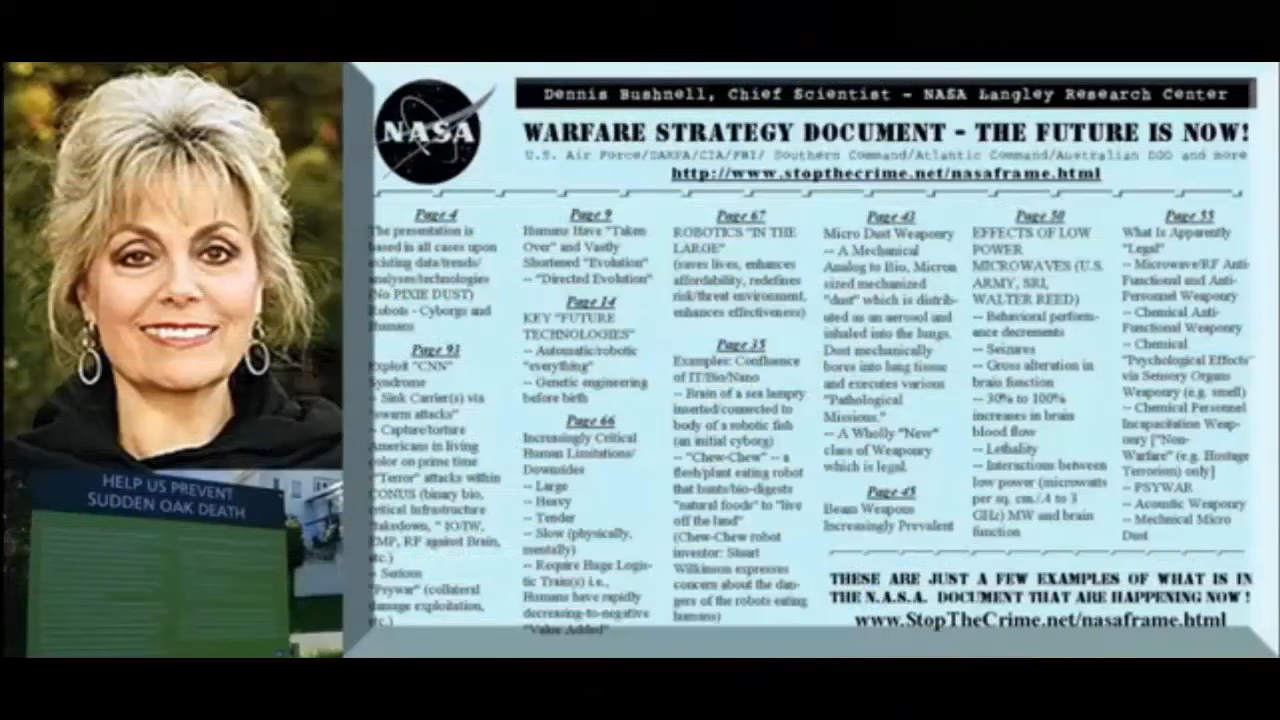 HELP US PREVENT
SUDDEN OAK DEATH
NASA
Dennis Bushnell, Chief Scientist - NASA Langley Research Center
WARFARE STRATEGY DOCUMENT - THE FUTURE IS NOW!
U.S. Air Force/DARPA/CIA/FBI/ Southern Command/Atlantic Command/Australian DOD and more
http://www.stopthecrime.net/nasaframe.html
Page 4
The presentation is
based in all cases upon
existing data/trends/
analyses/technologies
(No PIXIE DUST)
Robots - Cyborgs and
Humans
Page 93
Exploit "CNN"
Syndrome
- Sink Carrier(s) via
"swarm attacks"
- Capture/torture
Americans in living
color on prime time
"Terror" attacks within
CONUS (binary bio,
critical Infrastructure
Takedown, " IO/IW,
EMP, RF against Brain,
etc.)
- Serious
"Psywar" (collateral
damage exploitation,
etc.)
Page 9
Humans Have "Taken
Over" and Vastly
Shortened "Evolution"
-- "Directed Evolution"
Page 14
KEY "FUTURE
TECHNOLOGIES"
-- Automatic/robotic
"everything"
-- Genetic engineering
before birth
Page 66
Increasingly Critical
Human Limitations/
Downsides
-- Large
-- Heavy
-- Tender
-- Slow (physically,
mentally)
-- Require Huge Logis-
tic Train(s) i.e.,
Humans have rapidly
decreasing-to-negative
"Value Added"
Page 67
ROBOTICS "IN THE
LARGE"
(saves lives, enhances
affordability, redefines
risk/threat environment,
enhances effectiveness)
Page 35
Examples: Confluence
of IT/Bio/Nano
-- Brain of a sea lamprey
inserted/connected to
body of a robotic fish
(an initial cyborg)
-- "Chew-Chew" -- a
flesh/plant eating robot
that hunts/bio-digests
"natural foods" to "live
off the land"
(Chew-Chew robot
inventor: Stuart
Wilkinson expresses
concern about the dan-
gers of the robots eating
humans)
Page 43
Micro Dust Weaponry
-- A Mechanical
Analog to Bio, Micron
sized mechanized
"dust" which is distrib-
uted as an aerosol and
inhaled into the lungs.
Dust mechanically
bores into lung tissue
and executes various
"Pathological
Missions."
-- A Wholly "New"
class of Weaponry
which is legal.
Page 45
Beam Weapons
Increasingly Prevalent
Page 50
EFFECTS OF LOW
POWER
MICROWAVES (U.S.
ARMY, SRI,
WALTER REED)
-- Behavioral perform-
ance decrements
-- Seizures
-- Gross alteration in
brain function
-- 30% to 100%
increases in brain
blood flow
-- Lethality
-- Interactions between
low power (microwatts
per sq. cm./.4 to 3
GHz) MW and brain
function
Page 55
What Is Apparently
"Legal"
-- Microwave/RF Anti-
Functional and Anti-
Personnel Weaponry
-- Chemical Anti-
Functional Weaponry
-- Chemical
"Psychological Effects"
via Sensory Organs
Weaponry (e.g. smell)
-- Chemical Personnel
Incapacitation Weap-
onry ["Non-
Warfare" (e.g. Hostage
Terrorism) only]
-- PSYWAR
-- Acoustic Weaponry
-- Mechnical Micro
Dust
THESE ARE JUST A FEW EXAMPLES OF WHAT IS IN
THE N.A.S.A. DOCUMENT THAT ARE HAPPENING NOW!
www.StopTheCrime.net/nasaframe.html